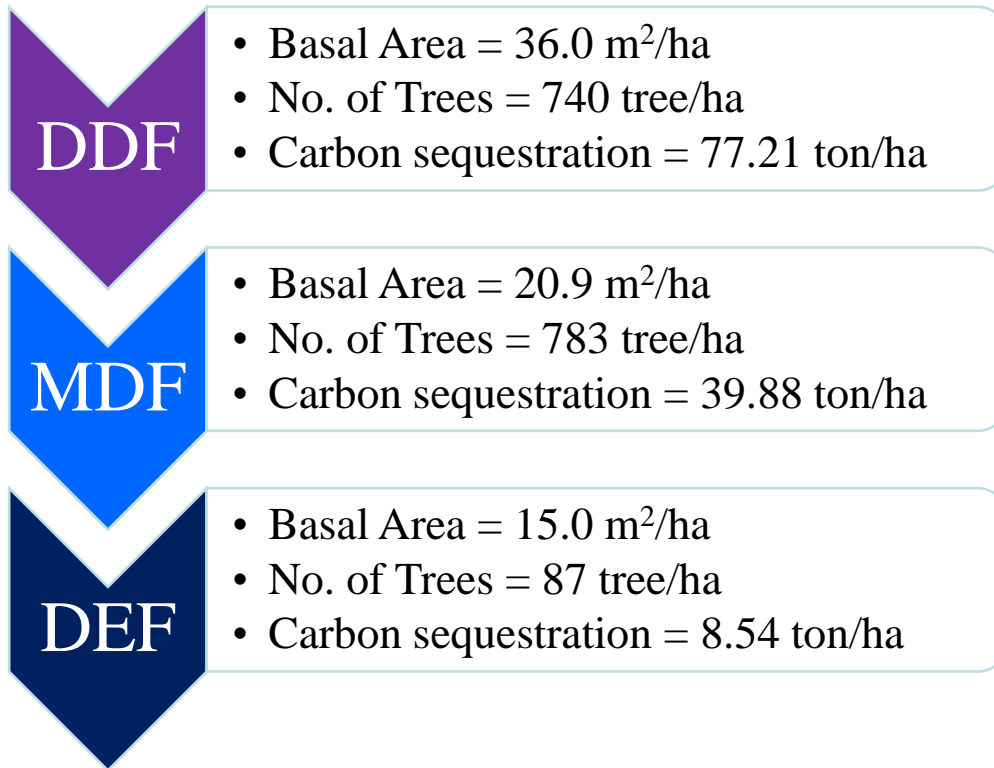 DDF
• Basal Area = 36.0 m²/ha
• No. of Trees = 740 tree/ha
• Carbon sequestration = 77.21 ton/ha
MDF
• Basal Area = 20.9 m²/ha
• No. of Trees = 783 tree/ha
• Carbon sequestration = 39.88 ton/ha
DEF
• Basal Area = 15.0 m²/ha
• No. of Trees = 87 tree/ha
• Carbon sequestration = 8.54 ton/ha